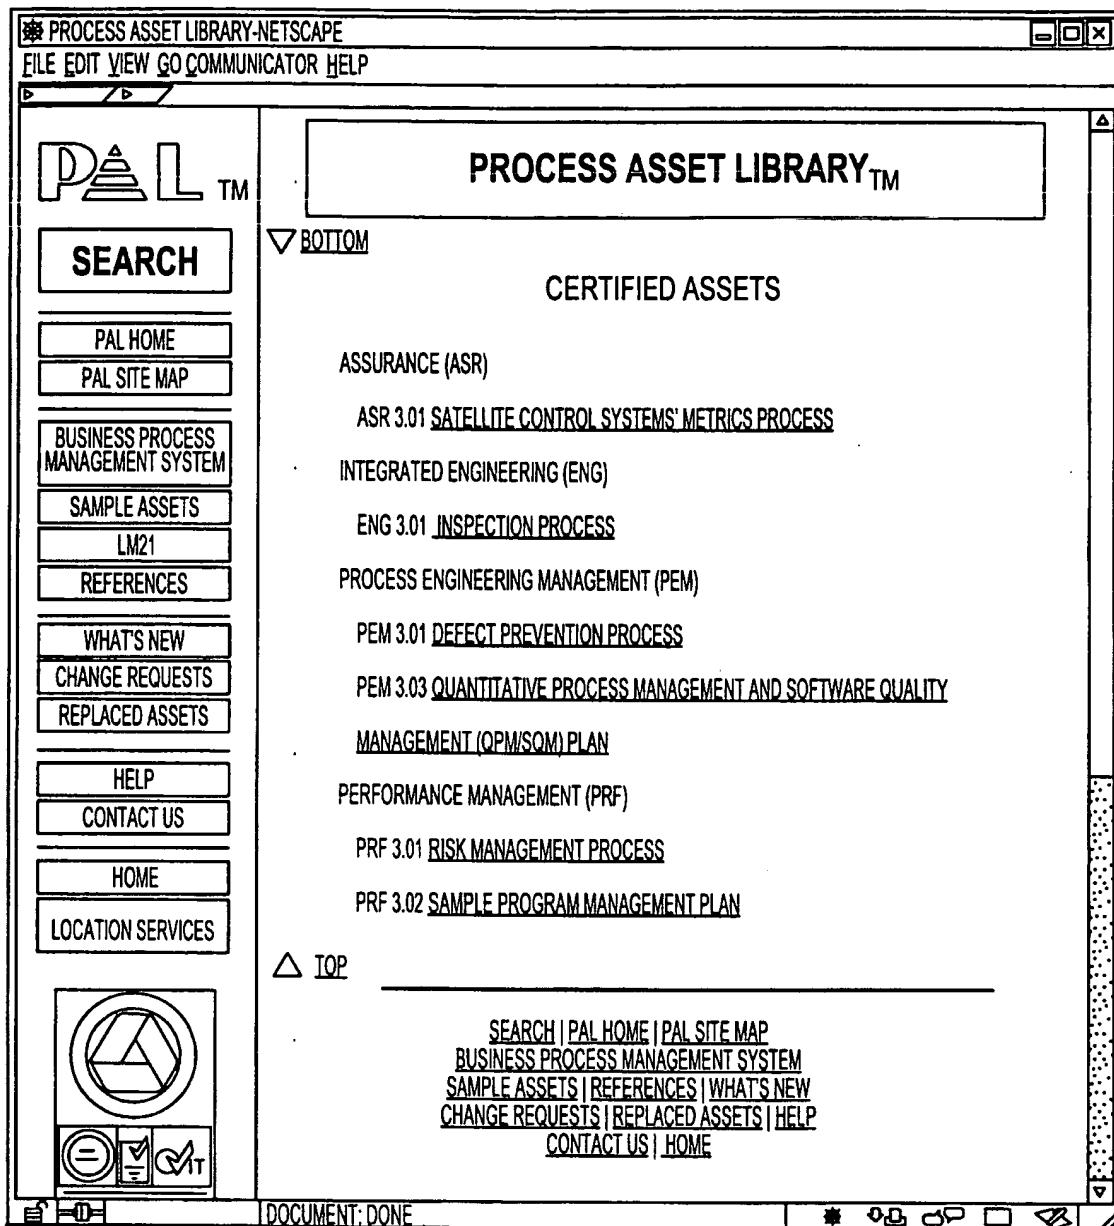 PROCESS ASSET LIBRARY-NETSCAPE
FILE EDIT VIEW GO COMMUNICATOR HELP
PAL TM
SEARCH
PAL HOME
PAL SITE MAP
BUSINESS PROCESS
MANAGEMENT SYSTEM
SAMPLE ASSETS
LM21
REFERENCES
WHAT'S NEW
CHANGE REQUESTS
REPLACED ASSETS
HELP
CONTACT US
HOME
LOCATION SERVICES
PROCESS ASSET LIBRARY TM
BOTTOM
CERTIFIED ASSETS
ASSURANCE (ASR)
ASR 3.01 SATELLITE CONTROL SYSTEMS' METRICS PROCESS
INTEGRATED ENGINEERING (ENG)
ENG 3.01 INSPECTION PROCESS
PROCESS ENGINEERING MANAGEMENT (PEM)
PEM 3.01 DEFECT PREVENTION PROCESS
PEM 3.03 QUANTITATIVE PROCESS MANAGEMENT AND SOFTWARE QUALITY
MANAGEMENT (QPM/SQM) PLAN
PERFORMANCE MANAGEMENT (PRF)
PRF 3.01 RISK MANAGEMENT PROCESS
PRF 3.02 SAMPLE PROGRAM MANAGEMENT PLAN
TOP
SEARCH | PAL HOME | PAL SITE MAP
BUSINESS PROCESS MANAGEMENT SYSTEM
SAMPLE ASSETS | REFERENCES | WHAT'S NEW
CHANGE REQUESTS | REPLACED ASSETS | HELP
CONTACT US | HOME
DOCUMENT: DONE